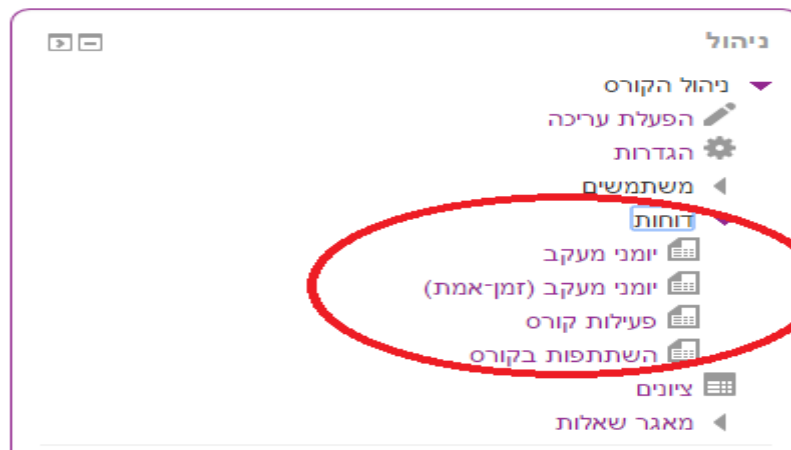 ניהול
ניהול הקורס
הפעלת עריכה
הגדרות
משתמשים
דוחות
יומני מעקב
יומני מעקב (זמן-אמת)
פעילות קורס
השתתפות בקורס
ציונים
מאגר שאלות